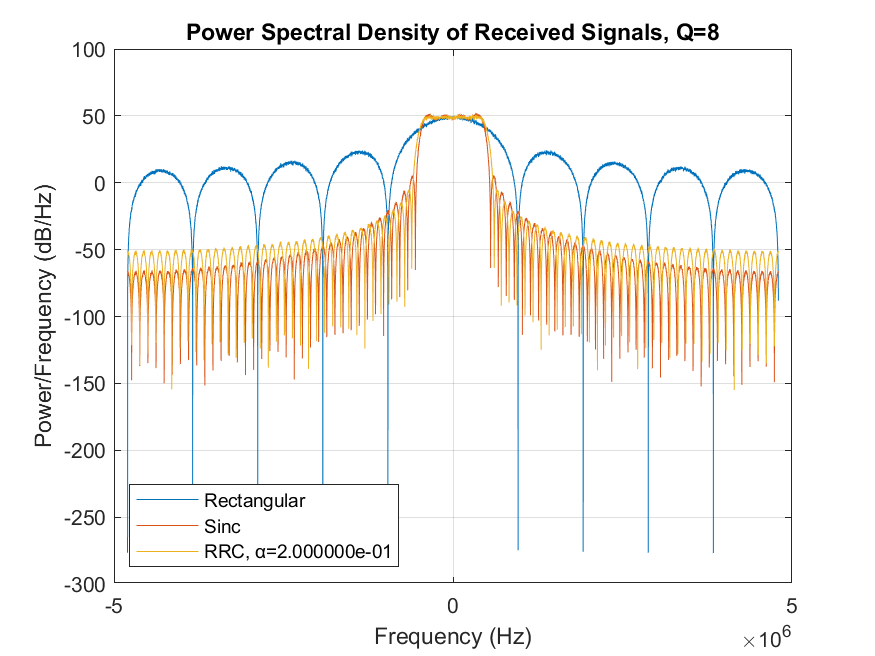 Power Spectral Density of Received Signals, Q=8
Power/Frequency (dB/Hz)
100
50
0
-50
-100
-150
-200
-250
-300
Rectangular
Sinc
RRC, α=2.000000e-01
-5
0
5
Frequency (Hz)
×10^6